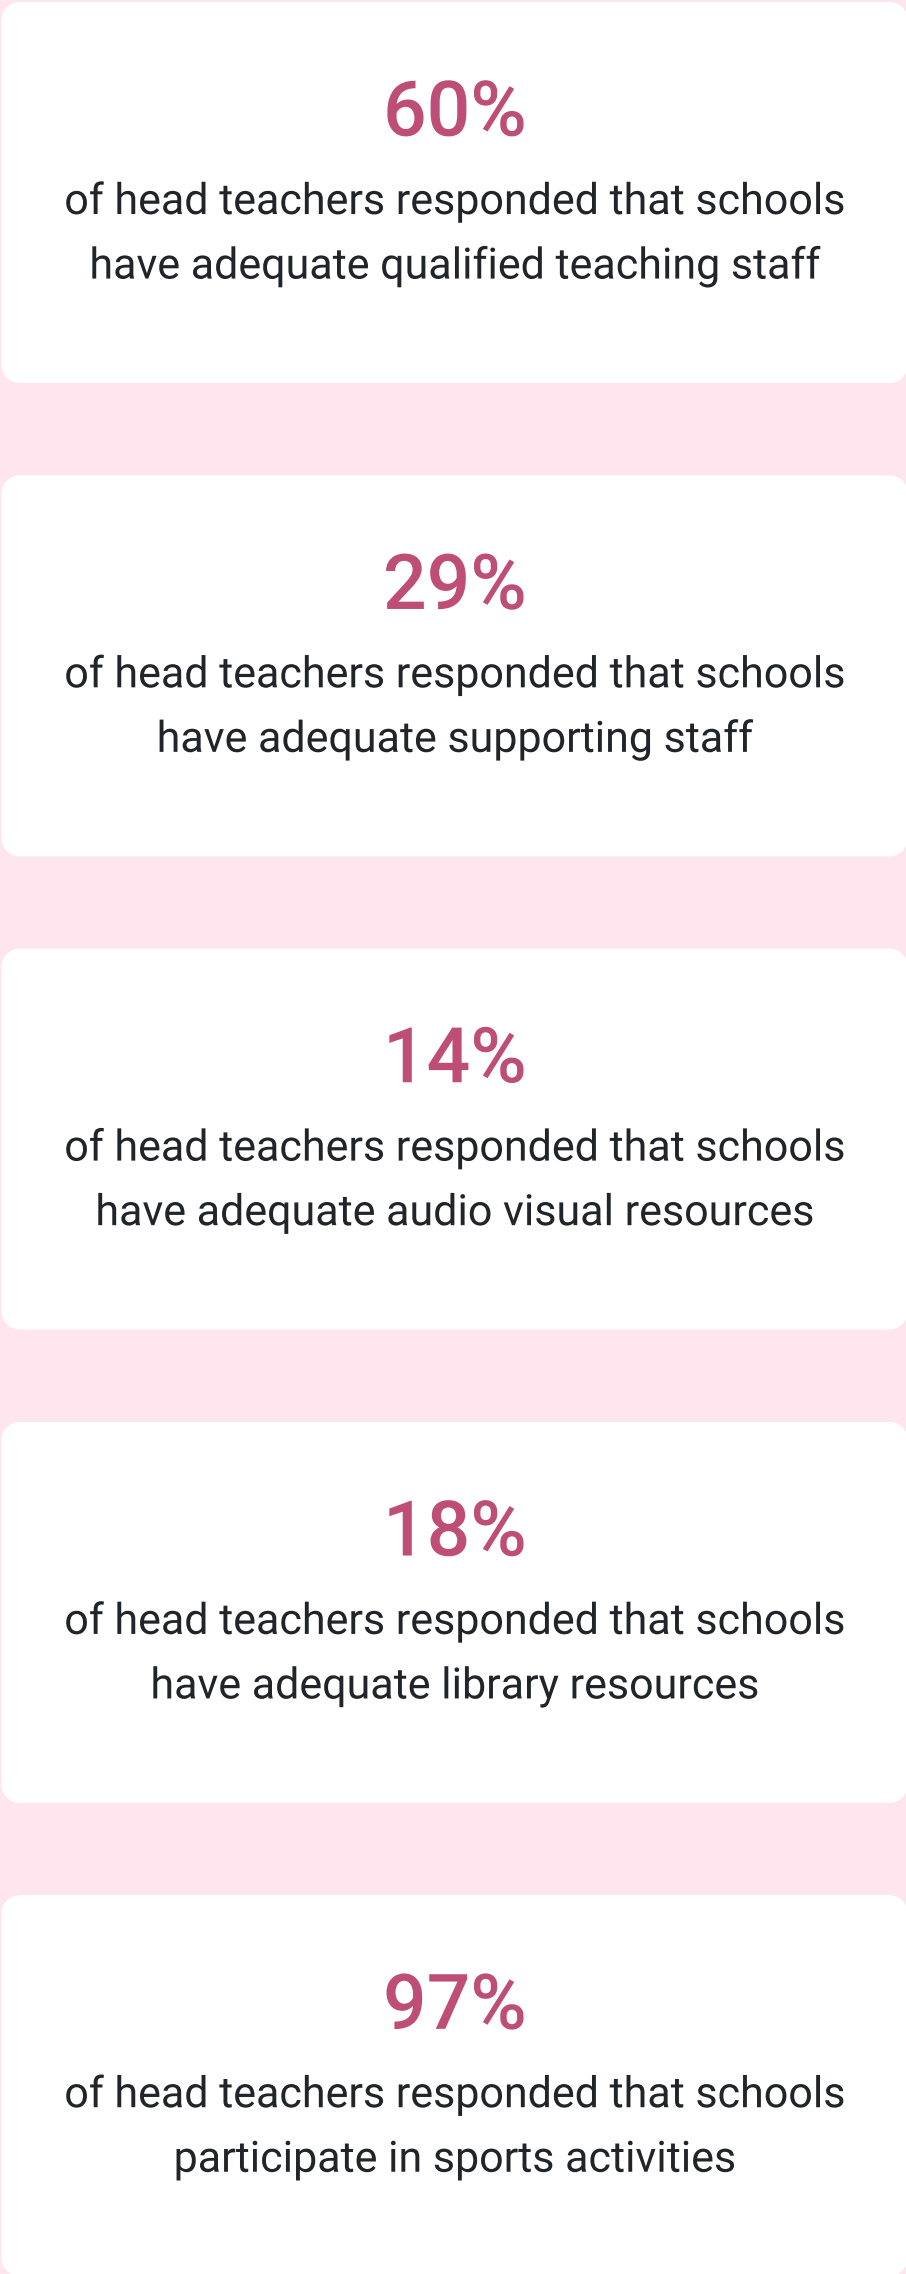 60%
of head teachers responded that schools
have adequate qualified teaching staff
29%
of head teachers responded that schools
have adequate supporting staff
14%
of head teachers responded that schools
have adequate audio visual resources
18%
of head teachers responded that schools
have adequate library resources
97%
of head teachers responded that schools
participate in sports activities